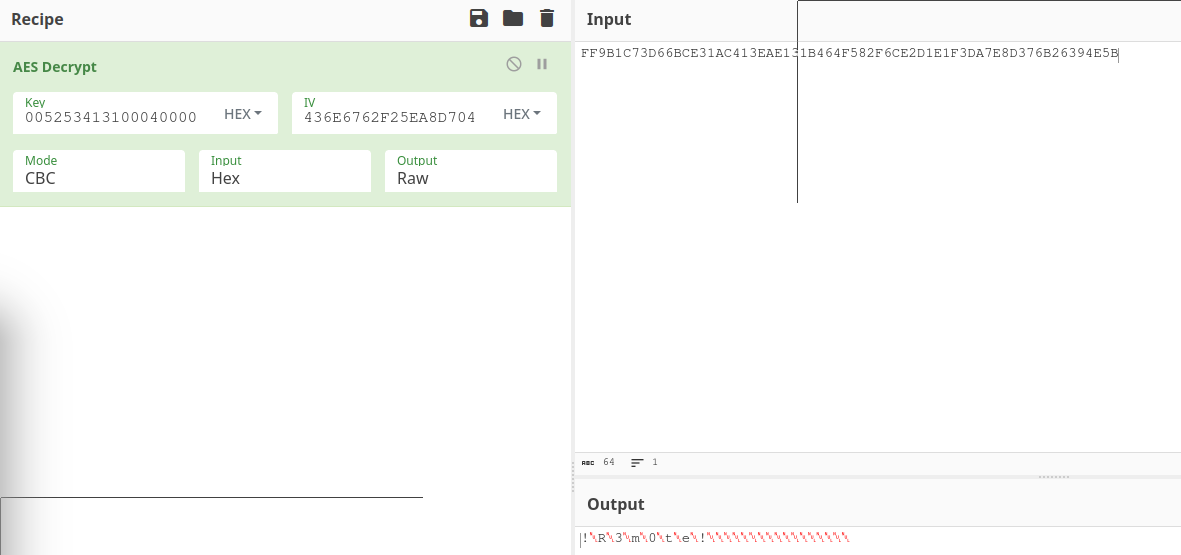 Recipe
AES Decrypt
Key
005253413100040000
HEX
IV
436E6762F25EA8D704
HEX
Mode
CBC
Input
Hex
Output
Raw
Input
FF9B1C73D66BCE31AC413EAE131B464F582F6CE2D1E1F3DA7E8D376B26394E5B
ABC 64 1
Output
!R3m0te!